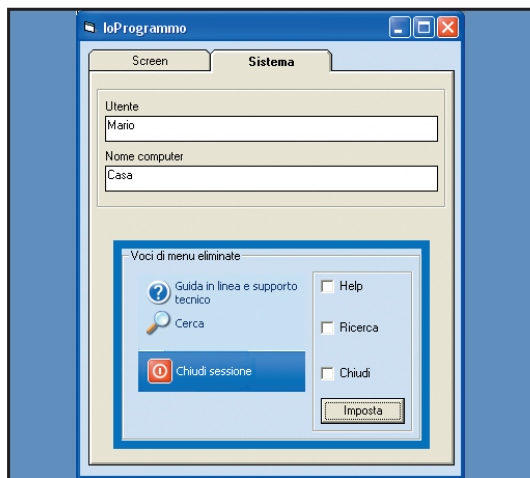 IoProgrammo
Screen
Sistema
Utente
Mario
Nome computer
Casa
Voci di menu eliminate
Guida in linea e supporto
tecnico
Help
Cerca
Ricerca
Chiudi sessione
Chiudi
Imposta